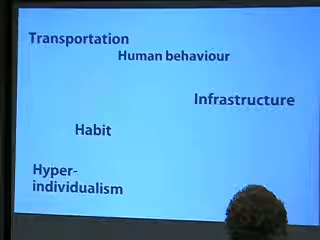 Transportation
Human behaviour
Infrastructure
Habit
Hyper-
individualism